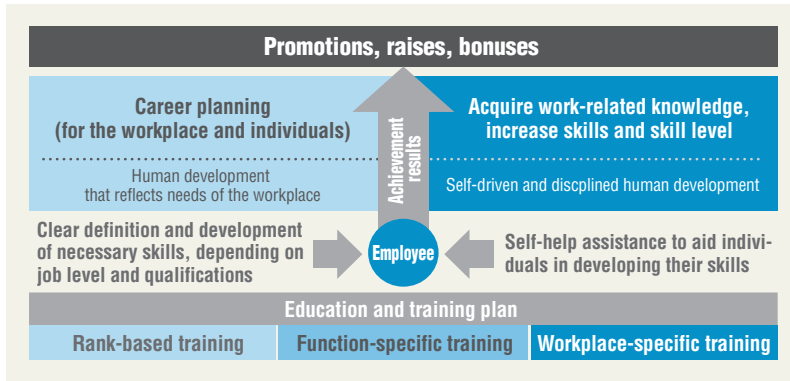 Promotions, raises, bonuses
Career planning
(for the workplace and individuals)
Human development
that reflects needs of the workplace
Achievement
results
Acquire work-related knowledge,
increase skills and skill level
Self-driven and discplined human development
Clear definition and development
of necessary skills, depending on
job level and qualifications
Employee
Self-help assistance to aid indivi-
duals in developing their skills
Education and training plan
Rank-based training
Function-specific training
Workplace-specific training